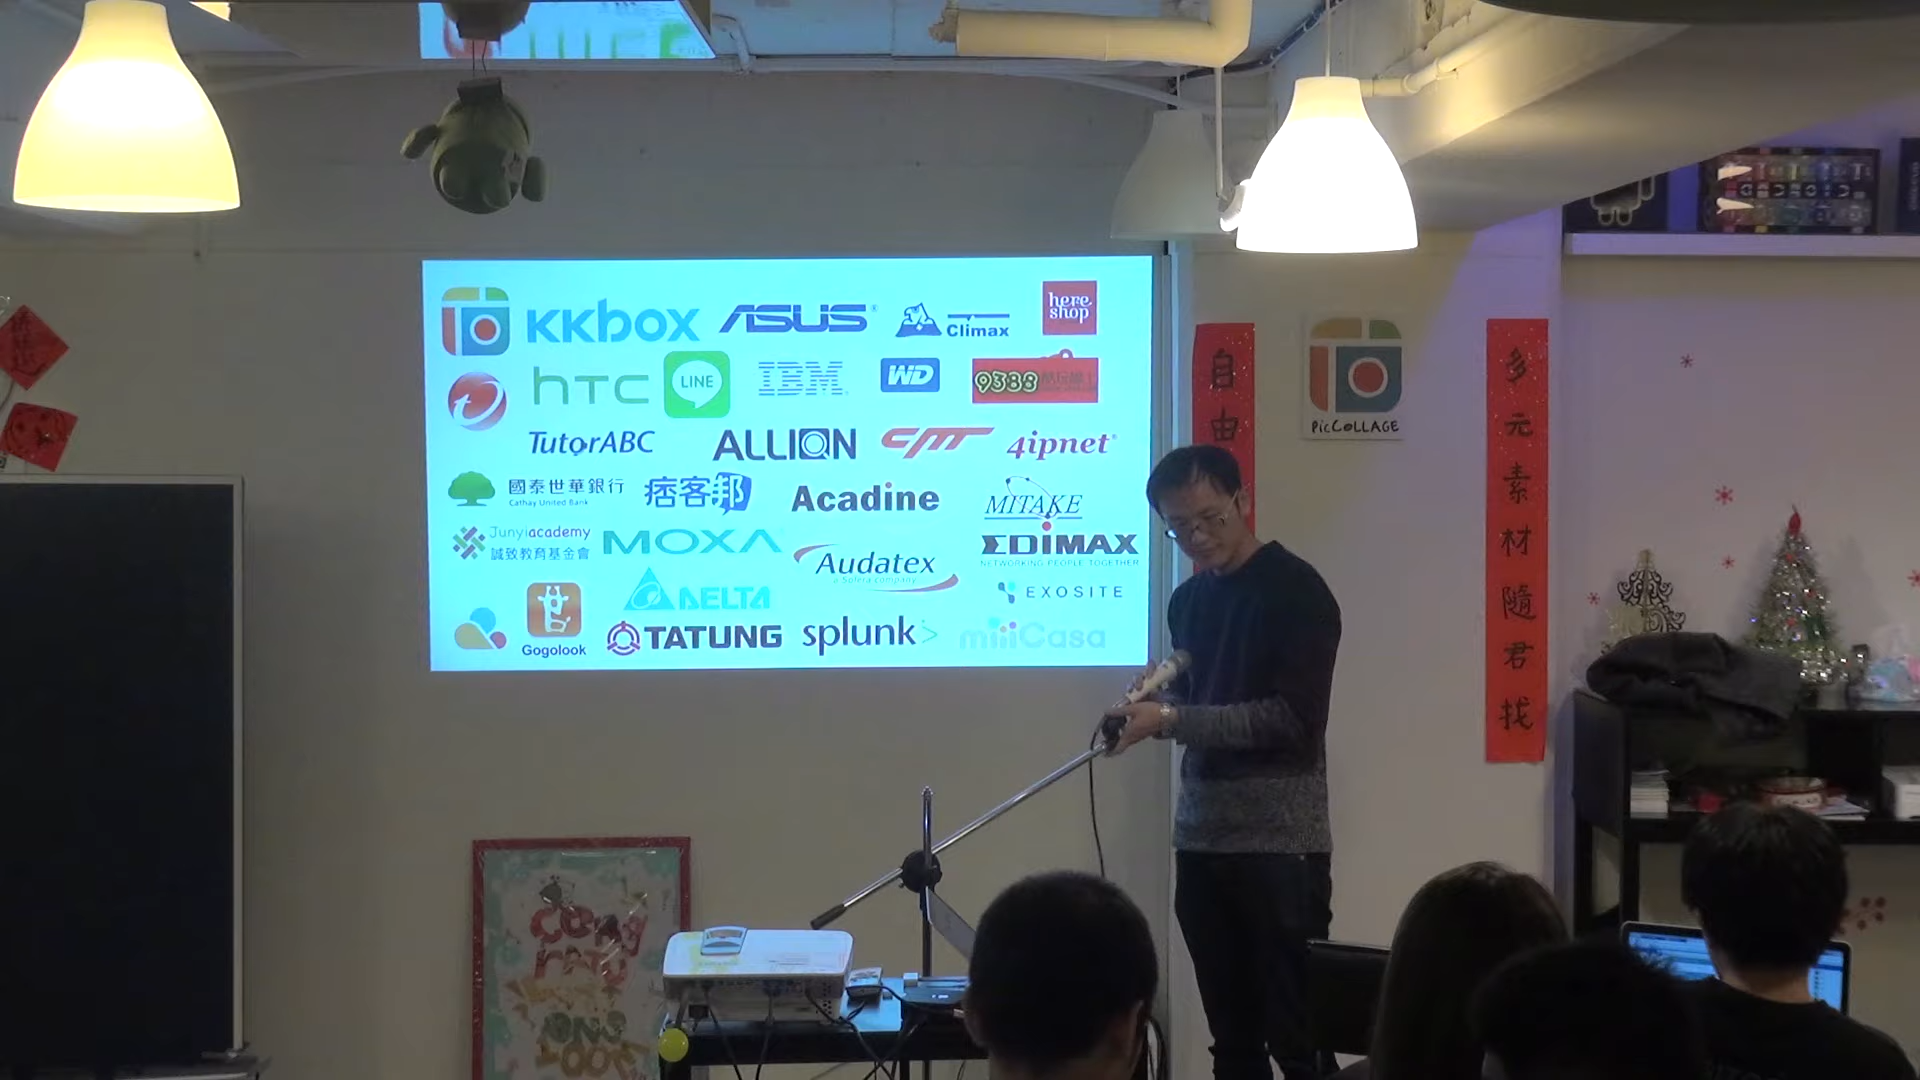 KKbox
ASUS
Climax
here
shop
hTC
LINE
IBM
WD
9388
TutorABC
ALLION
CMT
4ipnet
國泰世華銀行
Cathay United Bank
痞客邦
Acadine
MITAKE
Junyiacademy
誠致教育基金會
MOXA
Audatex
a Solera company
EDIMAX
NETWORKING PEOPLE TOGETHER
DELTA
EXOSITE
Gogolook
TATUNG
splunk>
miiiCasa
自由
PicCOLLAGE
多元素材隨君找